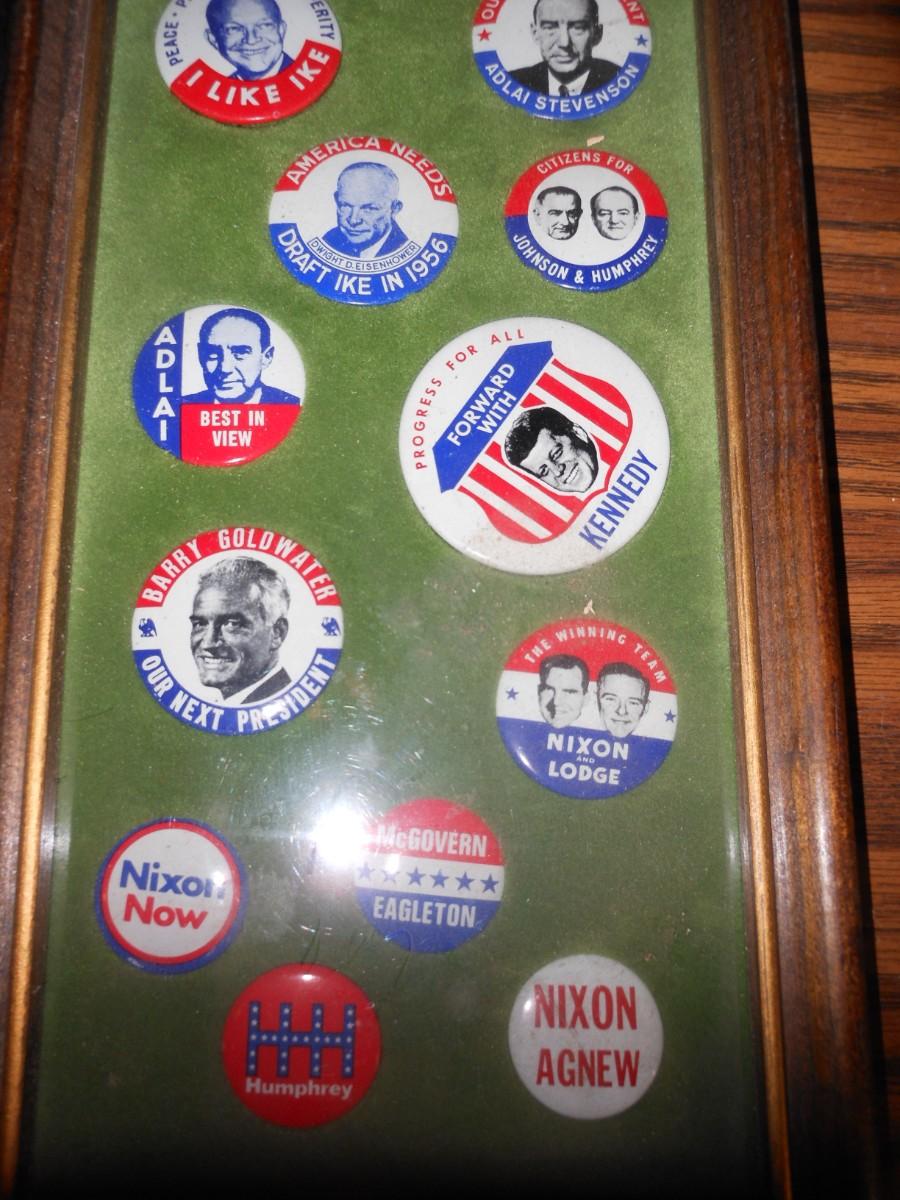 PEACE
I LIKE IKE
ADLAI STEVENSON
AMERICA NEEDS
DWIGHT D. EISENHOWER
DRAFT IKE IN 1956
CITIZENS FOR
JOHNSON & HUMPHREY
ADLAI
BEST IN
VIEW
PROGRESS FOR ALL
FORWARD
WITH
KENNEDY
BARRY GOLDWATER
OUR NEXT PRESIDENT
THE WINNING TEAM
NIXON
AND
LODGE
Nixon
Now
McGOVERN
EAGLETON
HHH
Humphrey
NIXON
AGNEW